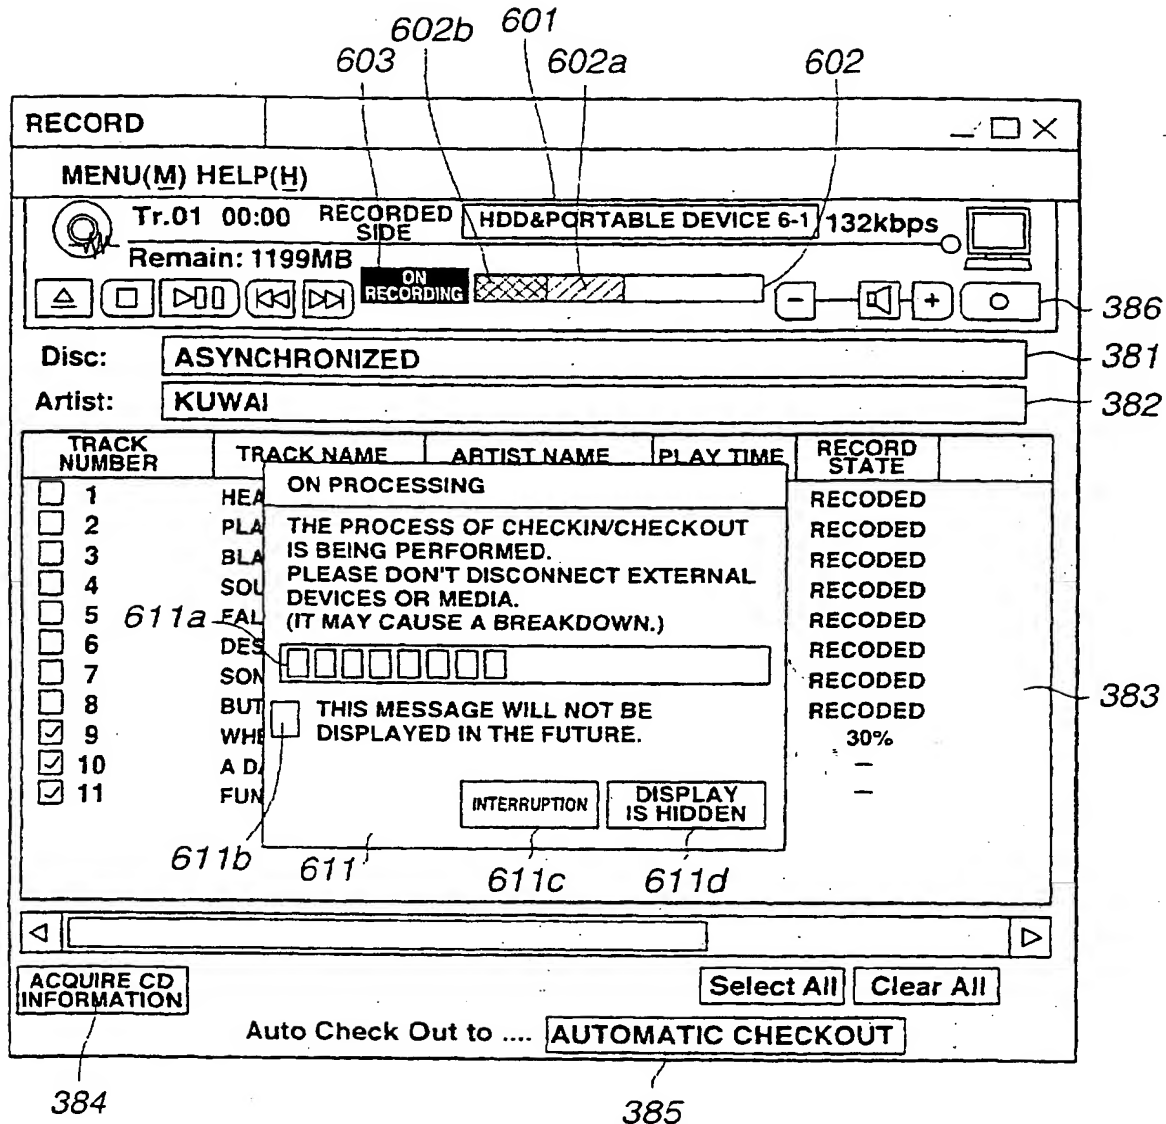 602b 601
603 602a 602
RECORD
MENU(M) HELP(H)
Tr.01 00:00 RECORDED SIDE HDD&PORTABLE DEVICE 6-1 132kbps
Remain: 1199MB
ON RECORDING
- + 386
Disc: ASYNCHRONIZED 381
Artist: KUWAI 382
TRACK NUMBER TRACK NAME ARTIST NAME PLAY TIME RECORD STATE
ON PROCESSING
1 HEA RECODED
2 PLA THE PROCESS OF CHECKIN/CHECKOUT RECODED
3 BLA IS BEING PERFORMED. RECODED
4 SOU PLEASE DON'T DISCONNECT EXTERNAL RECODED
DEVICES OR MEDIA.
611a 5 FAL (IT MAY CAUSE A BREAKDOWN.) RECODED
6 DES RECODED
7 SON RECODED
383
8 BUT THIS MESSAGE WILL NOT BE RECODED
9 WHE DISPLAYED IN THE FUTURE. 30%
10 A DA –
11 FUN INTERRUPTION DISPLAY IS HIDDEN –
611b 611 611c 611d
ACQUIRE CD INFORMATION Select All Clear All
Auto Check Out to .... AUTOMATIC CHECKOUT
384 385